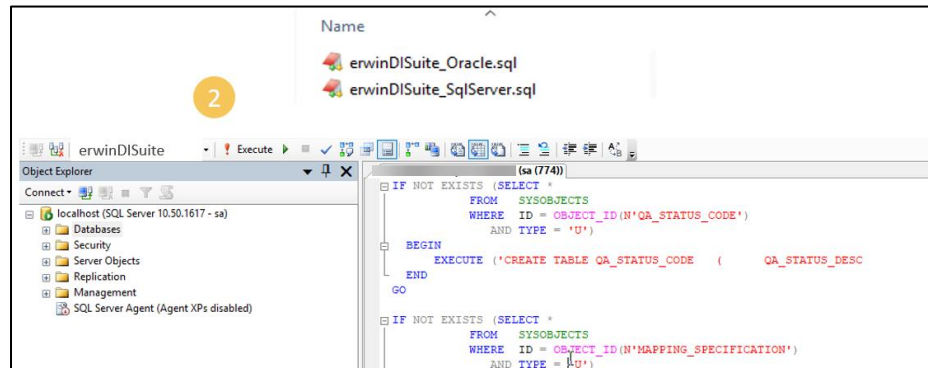 Name
erwinDISuite_Oracle.sql
erwinDISuite_SqlServer.sql
2
erwinDISuite
Execute
Object Explorer
Connect
localhost (SQL Server 10.50.1617 - sa)
Databases
Security
Server Objects
Replication
Management
SQL Server Agent (Agent XPs disabled)
(sa (774))
IF NOT EXISTS (SELECT *
FROM SYSOBJECTS
WHERE ID = OBJECT_ID(N'QA_STATUS_CODE')
AND TYPE = 'U')
BEGIN
EXECUTE ('CREATE TABLE QA_STATUS_CODE ( QA_STATUS_DESC
END
GO
IF NOT EXISTS (SELECT *
FROM SYSOBJECTS
WHERE ID = OBJECT_ID(N'MAPPING_SPECIFICATION')
AND TYPE = 'U')